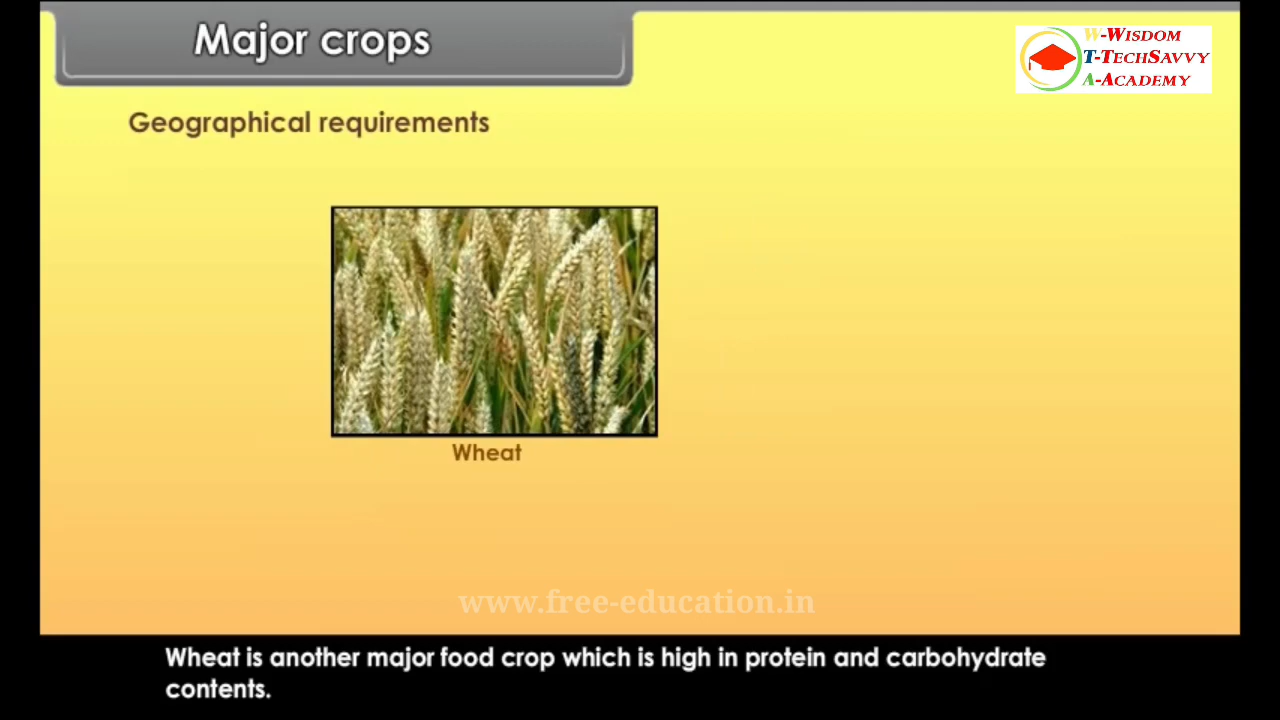 Major crops
W-WISDOM
T-TECHSAVVY
A-ACADEMY
Geographical requirements
Wheat
www.free-education.in
Wheat is another major food crop which is high in protein and carbohydrate
contents.